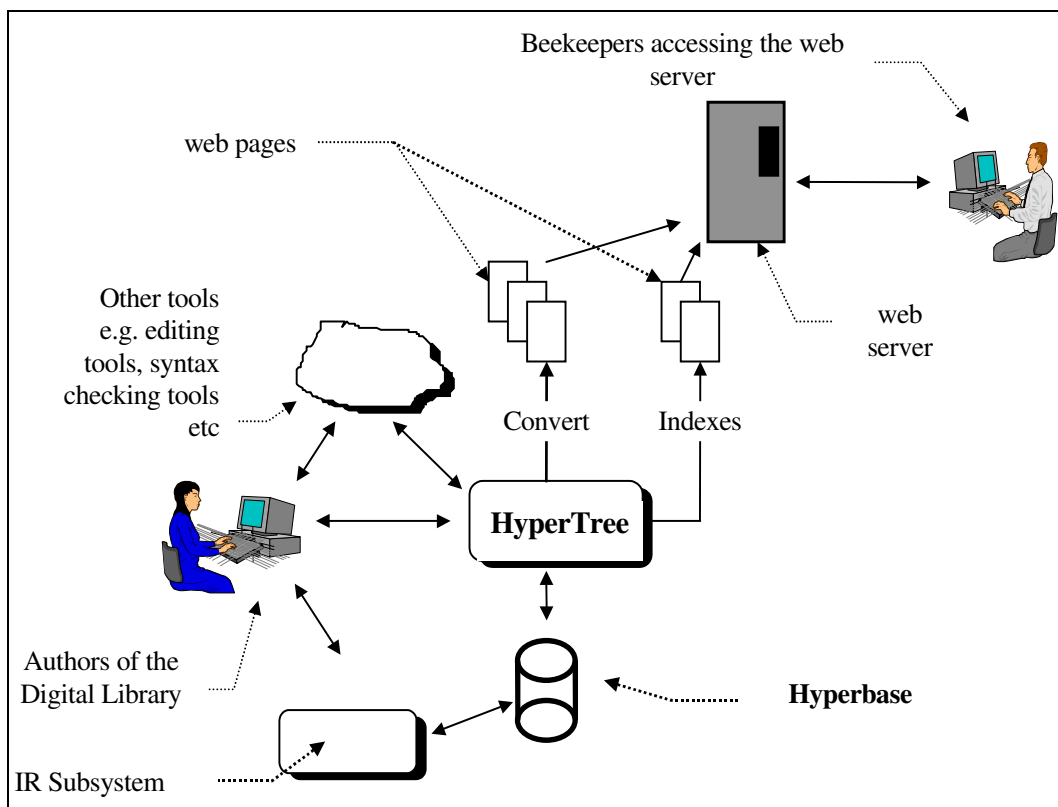 Beekeepers accessing the web
server
web pages
Other tools
e.g. editing
tools, syntax
checking tools
etc
web
server
Convert
Indexes
HyperTree
Authors of the
Digital Library
Hyperbase
IR Subsystem